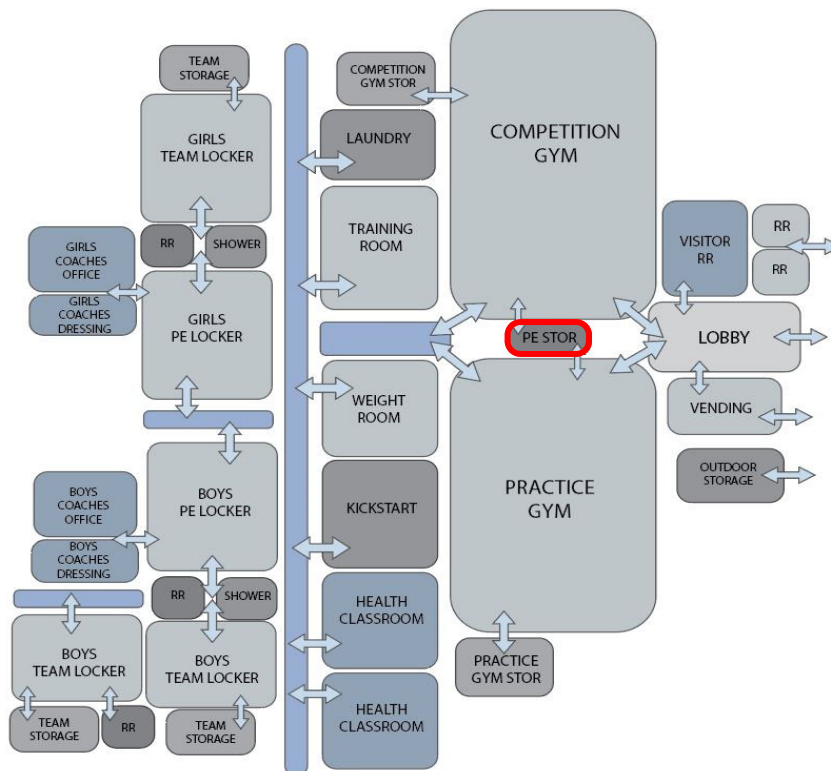 TEAM
STORAGE
GIRLS
TEAM LOCKER
RR
SHOWER
GIRLS
COACHES
OFFICE
GIRLS
COACHES
DRESSING
GIRLS
PE LOCKER
BOYS
PE LOCKER
BOYS
COACHES
OFFICE
BOYS
COACHES
DRESSING
RR
SHOWER
BOYS
TEAM LOCKER
BOYS
TEAM LOCKER
TEAM
STORAGE
RR
TEAM
STORAGE
COMPETITION
GYM STOR
LAUNDRY
TRAINING
ROOM
WEIGHT
ROOM
KICKSTART
HEALTH
CLASSROOM
HEALTH
CLASSROOM
COMPETITION
GYM
PE STOR
PRACTICE
GYM
PRACTICE
GYM STOR
VISITOR
RR
RR
RR
LOBBY
VENDING
OUTDOOR
STORAGE